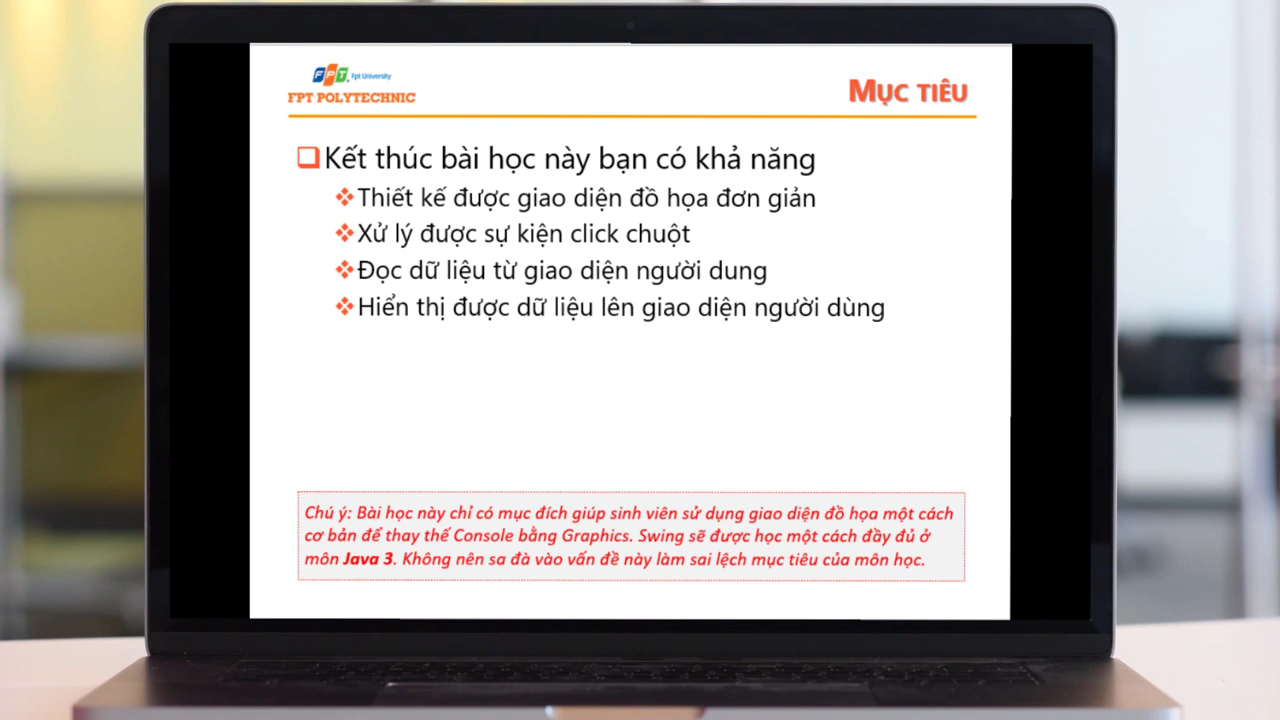 FPT. Fpt University
FPT POLYTECHNIC
MỤC TIÊU
Kết thúc bài học này bạn có khả năng
Thiết kế được giao diện đồ họa đơn giản
Xử lý được sự kiện click chuột
Đọc dữ liệu từ giao diện người dung
Hiển thị được dữ liệu lên giao diện người dùng
Chú ý: Bài học này chỉ có mục đích giúp sinh viên sử dụng giao diện đồ họa một cách
cơ bản để thay thế Console bằng Graphics. Swing sẽ được học một cách đầy đủ ở
môn Java 3. Không nên sa đà vào vấn đề này làm sai lệch mục tiêu của môn học.